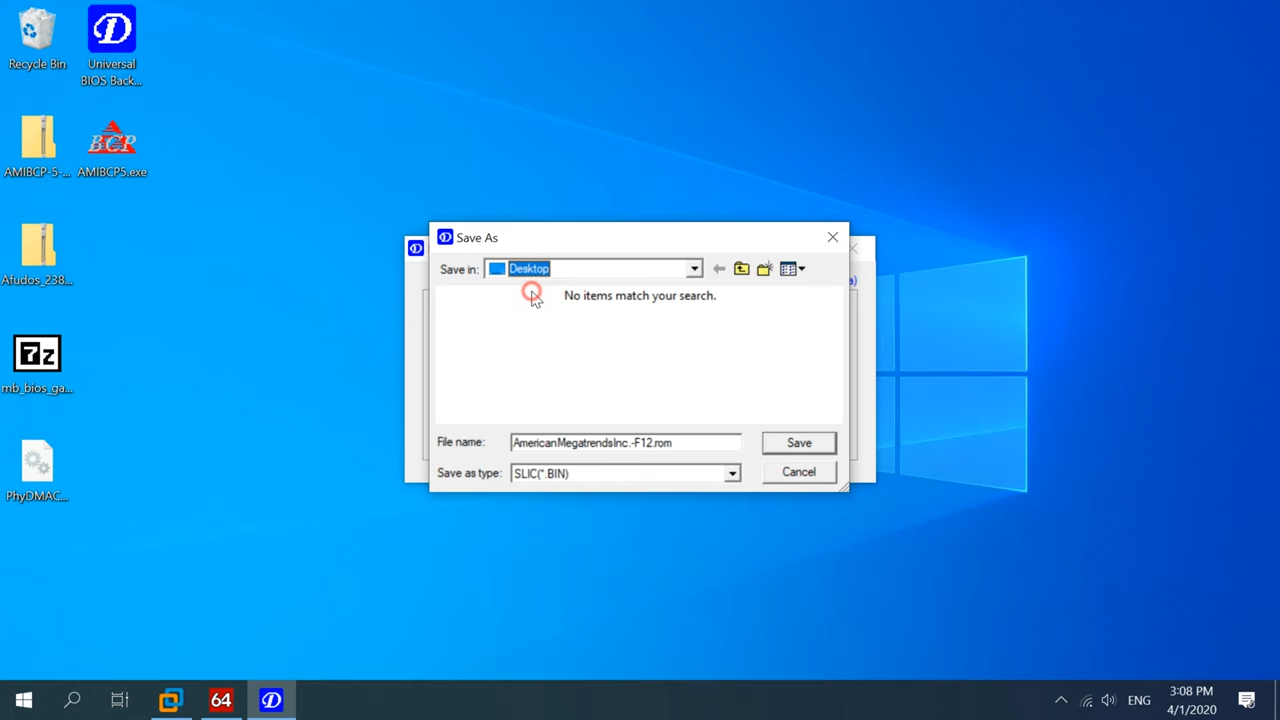 Recycle Bin
Universal
BIOS Back...
AMIBCP-5-...
BCP
AMIBCP5.exe
Afudos_238...
7z
mb_bios_ga...
PhyDMAC...
Save As
Save in:
Desktop
a)
No items match your search.
File name:
AmericanMegatrendsInc.-F12.rom
Save
Save as type:
SLIC(*.BIN)
Cancel
64
ENG
3:08 PM
4/1/2020